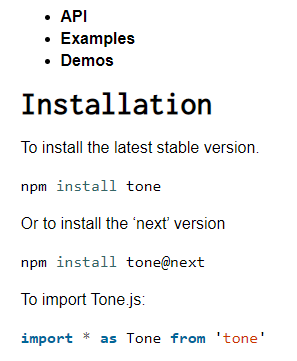 API
Examples
Demos
Installation
To install the latest stable version.
npm install tone
Or to install the ‘next’ version
npm install tone@next
To import Tone.js:
import * as Tone from 'tone'